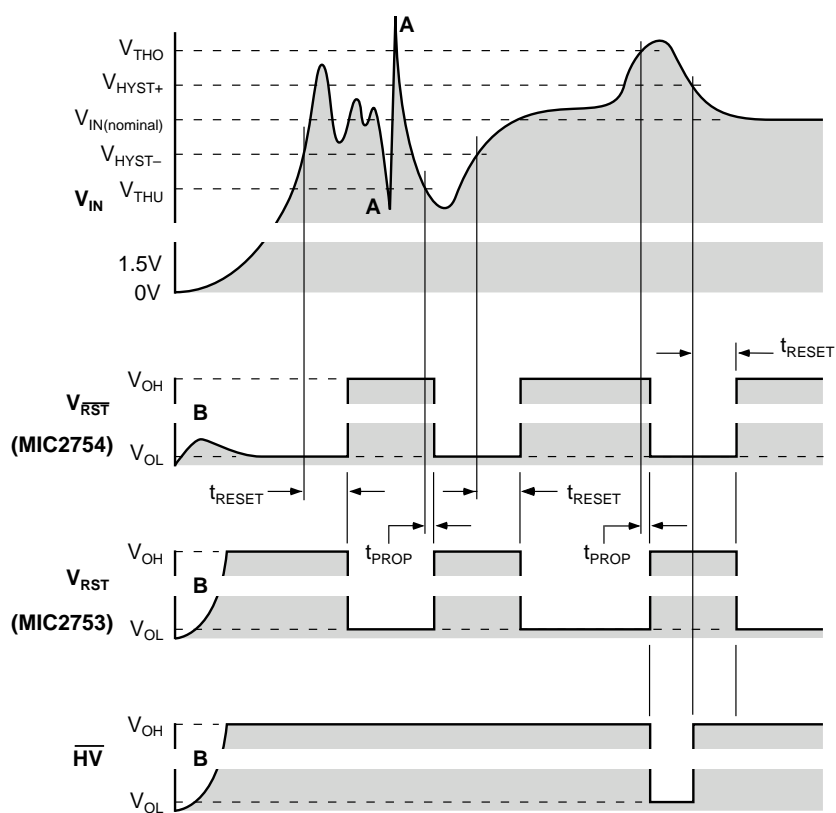 A
V_THO
V_HYST+
V_IN(nominal)
V_HYST–
V_THU
V_IN
A
1.5V
0V
t_RESET
V_OH
V_RST
B
(MIC2754)
V_OL
t_RESET
t_RESET
V_OH
t_PROP
t_PROP
V_RST
B
(MIC2753)
V_OL
V_OH
HV
B
V_OL